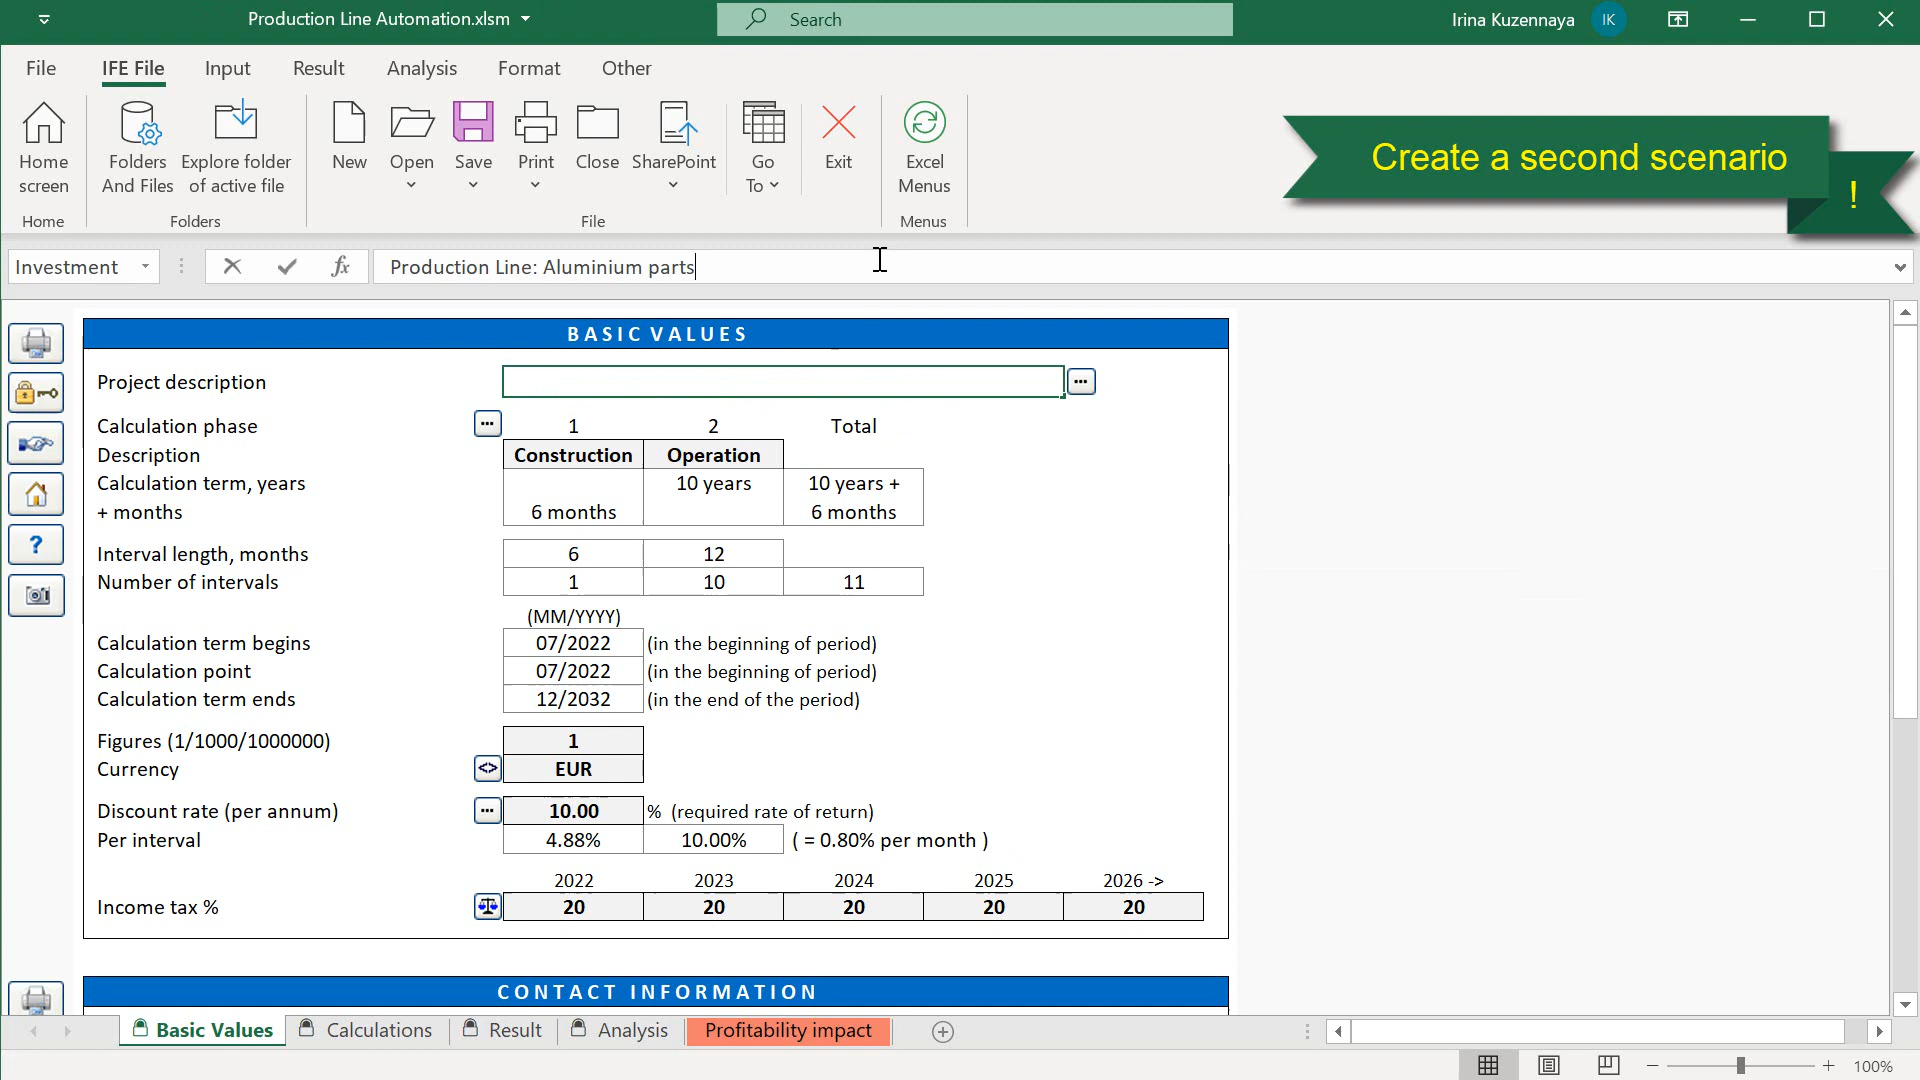 Production Line Automation.xlsm
Search
Irina Kuzennaya
IK
File
IFE File
Input
Result
Analysis
Format
Other
Home screen
Folders And Files
Explore folder of active file
New
Open
Save
Print
Close
SharePoint
Go To
Exit
Excel Menus
Home
Folders
File
Menus
Create a second scenario
!
Investment
fx
Production Line: Aluminium parts
BASIC VALUES
Project description
...
Calculation phase ... 1 2 Total
Description Construction Operation
Calculation term, years 10 years 10 years +
+ months 6 months 6 months
Interval length, months 6 12
Number of intervals 1 10 11
(MM/YYYY)
Calculation term begins 07/2022 (in the beginning of period)
Calculation point 07/2022 (in the beginning of period)
Calculation term ends 12/2032 (in the end of the period)
Figures (1/1000/1000000) 1
Currency <> EUR
Discount rate (per annum) ... 10.00 % (required rate of return)
Per interval 4.88% 10.00% ( = 0.80% per month )
2022 2023 2024 2025 2026 ->
Income tax % 20 20 20 20 20
?
CONTACT INFORMATION
Basic Values
Calculations
Result
Analysis
Profitability impact
100%